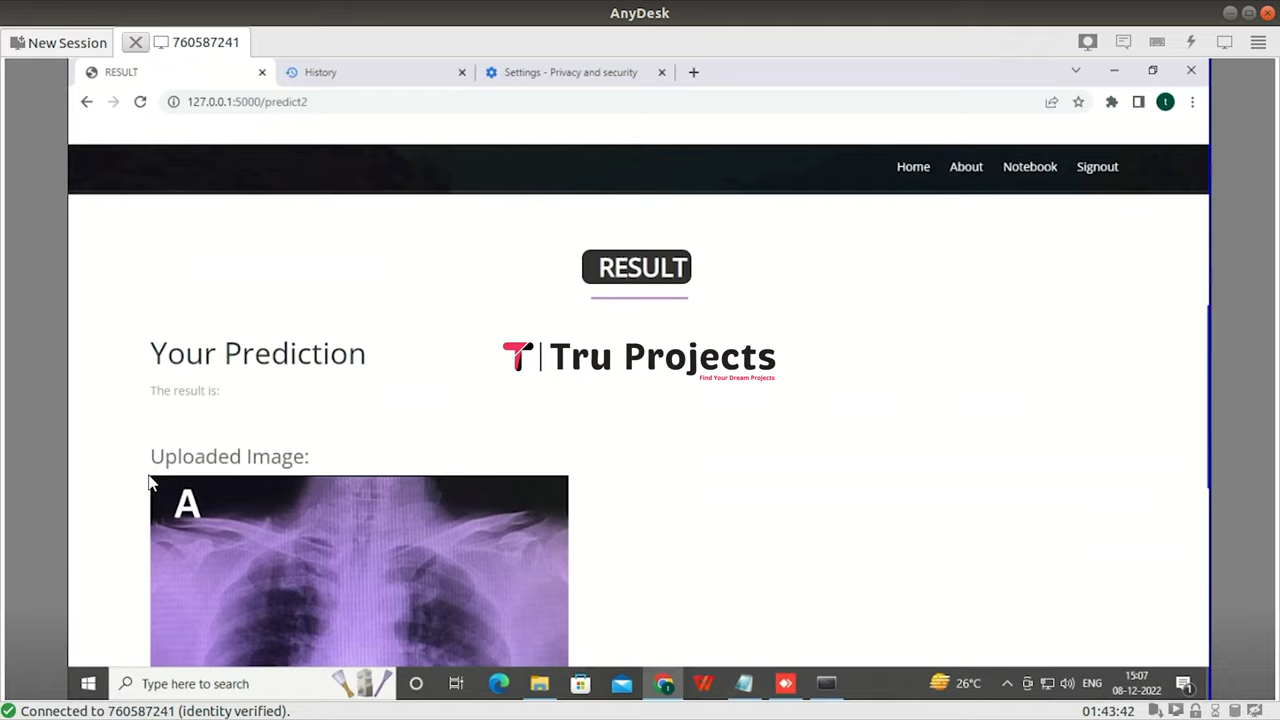 AnyDesk
New Session
760587241
RESULT
History
Settings - Privacy and security
127.0.0.1:5000/predict2
t
Home
About
Notebook
Signout
RESULT
Your Prediction
Tru Projects
Find Your Dream Projects
The result is:
Uploaded Image:
A
Type here to search
26°C
ENG
15:07
08-12-2022
1
Connected to 760587241 (identity verified).
01:43:42